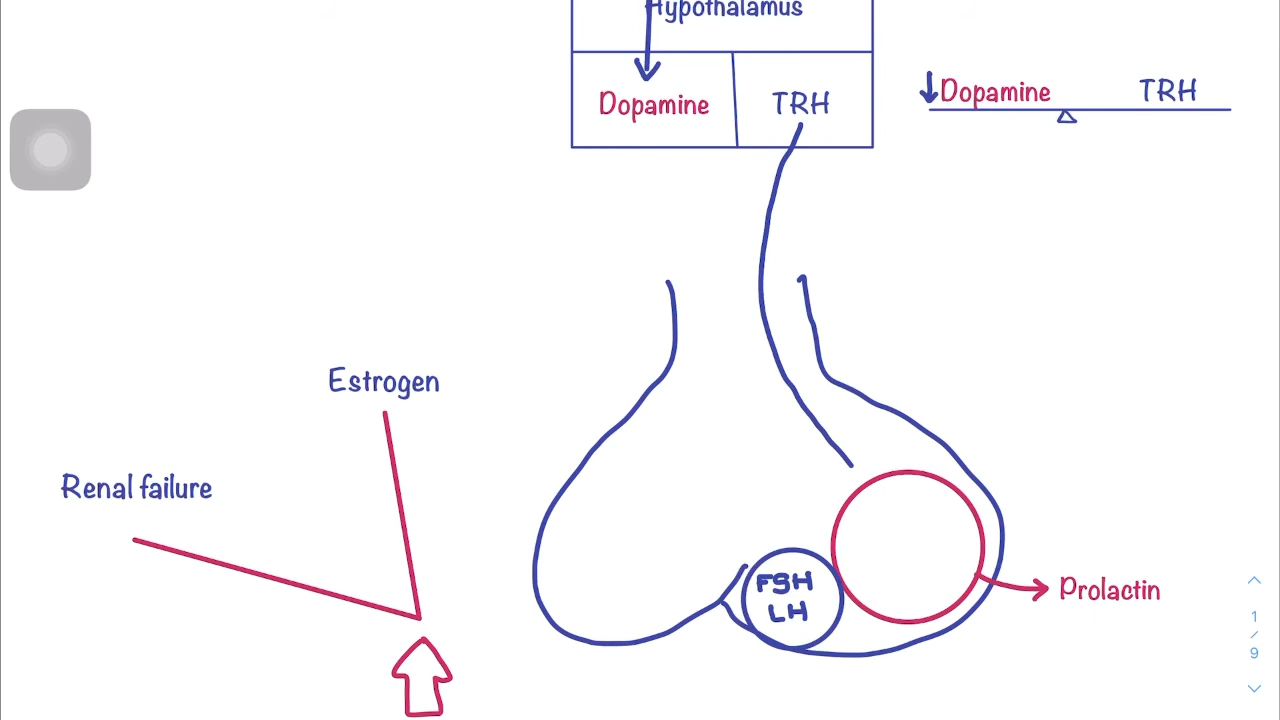 Hypothalamus
Dopamine
TRH
Dopamine
TRH
Estrogen
Renal failure
FSH
LH
Prolactin
1
/
9